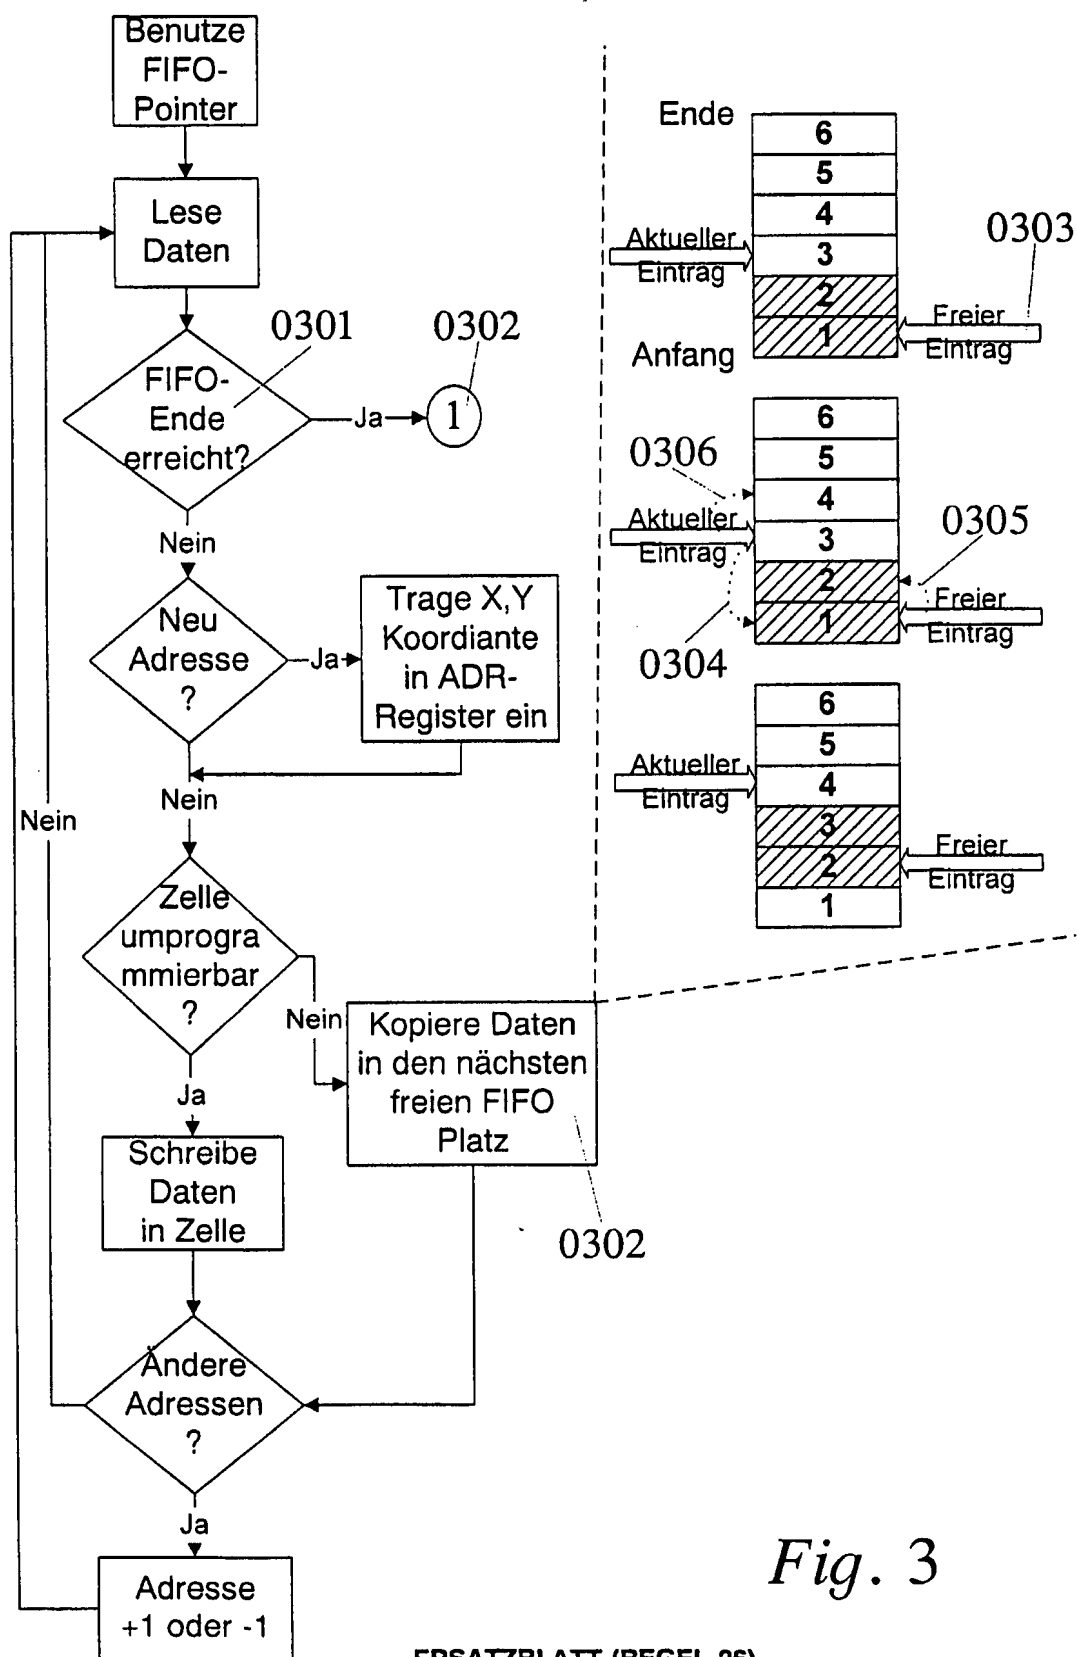 Benutze
FIFO-
Pointer
Lese
Daten
0301
0302
FIFO-
Ende
erreicht?
Ja
1
Nein
Neu
Adresse
?
Ja
Trage X,Y
Koordiante
in ADR-
Register ein
Nein
Nein
Zelle
umprogra
mmierbar
?
Nein
Kopiere Daten
in den nächsten
freien FIFO
Platz
0302
Ja
Schreibe
Daten
in Zelle
Ändere
Adressen
?
Ja
Adresse
+1 oder -1
Ende
6
5
4
3
2
1
Aktueller
Eintrag
0303
Freier
Eintrag
Anfang
6
5
4
3
2
1
0306
Aktueller
Eintrag
0305
Freier
Eintrag
0304
6
5
4
3
2
1
Aktueller
Eintrag
Freier
Eintrag
Fig. 3
ERSATZBLATT (REGEL 26)